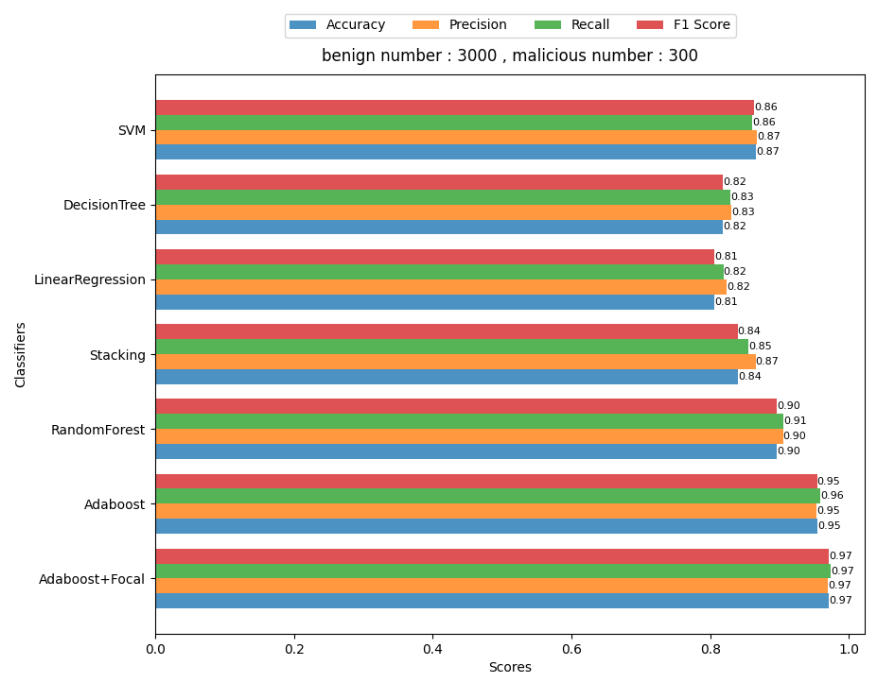 Accuracy Precision Recall F1 Score
benign number : 3000 , malicious number : 300
Classifiers
SVM
0.86
0.86
0.87
0.87
DecisionTree
0.82
0.83
0.83
0.82
LinearRegression
0.81
0.82
0.82
0.81
Stacking
0.84
0.85
0.87
0.84
RandomForest
0.90
0.91
0.90
0.90
Adaboost
0.95
0.96
0.95
0.95
Adaboost+Focal
0.97
0.97
0.97
0.97
0.0 0.2 0.4 0.6 0.8 1.0
Scores